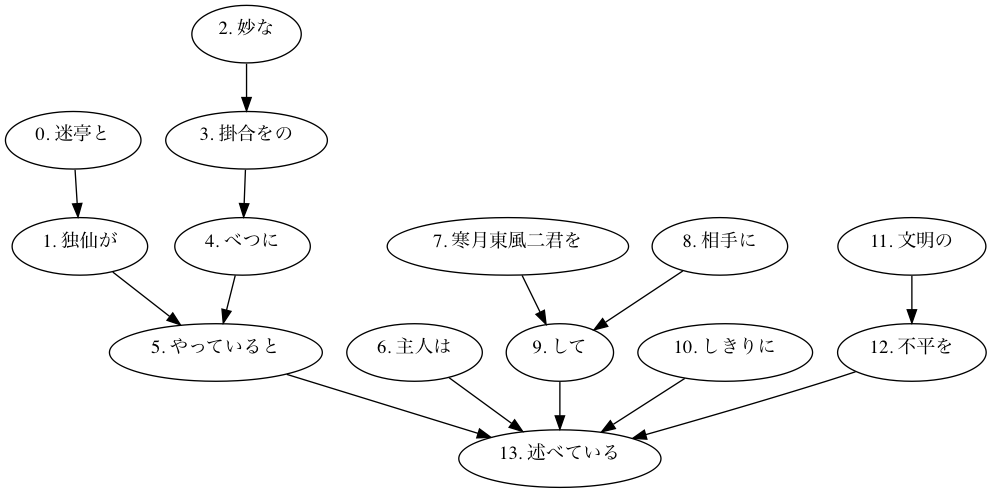 2. 妙な
0. 迷亭と
3. 掛合をの
1. 独仙が
4. べつに
7. 寒月東風二君を
8. 相手に
11. 文明の
5. やっていると
6. 主人は
9. して
10. しきりに
12. 不平を
13. 述べている